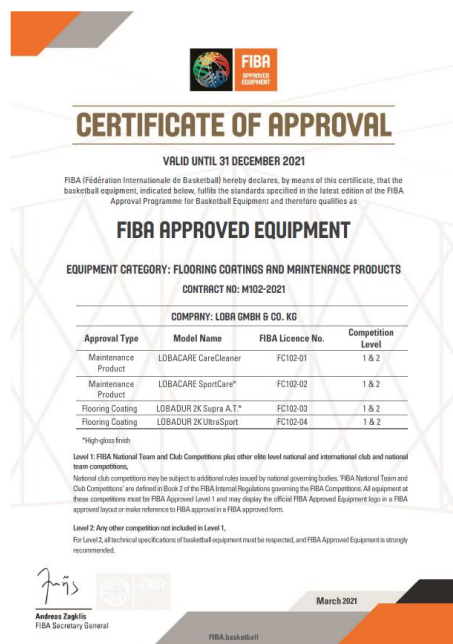 FIBA
APPROVED
EQUIPMENT
CERTIFICATE OF APPROVAL
VALID UNTIL 31 DECEMBER 2021
FIBA (Fédération Internationale de Basketball) hereby declares, by means of this certificate, that the
basketball equipment, indicated below, fulfils the standards specified in the latest edition of the FIBA
Approval Programme for Basketball Equipment and therefore qualifies as
FIBA APPROVED EQUIPMENT
EQUIPMENT CATEGORY: FLOORING COATINGS AND MAINTENANCE PRODUCTS
CONTRACT NO: M102-2021
COMPANY: LOBA GMBH & CO. KG
Approval Type Model Name FIBA Licence No. Competition Level
Maintenance Product LOBACARE CareCleaner FC102-01 1 & 2
Maintenance Product LOBACARE SportCare* FC102-02 1 & 2
Flooring Coating LOBADUR 2K Supra A.T.* FC102-03 1 & 2
Flooring Coating LOBADUR 2K UltraSport FC102-04 1 & 2
*High-gloss finish
Level 1: FIBA National Team and Club Competitions plus other elite level national and international club and national
team competitions,
National club competitions may be subject to additional rules issued by national governing bodies. 'FIBA National Team and
Club Competitions' are defined in Book 2 of the FIBA Internal Regulations governing the FIBA Competitions. All equipment at
these competitions must be FIBA Approved Level 1 and may display the official FIBA Approved Equipment logo in a FIBA
approved layout or make reference to FIBA approval in a FIBA approved form.
Level 2: Any other competition not included in Level 1,
For Level 2, all technical specifications of basketball equipment must be respected, and FIBA Approved Equipment is strongly
recommended.
FIBA
Andreas Zagklis
FIBA Secretary General
March 2021
FIBA.basketball